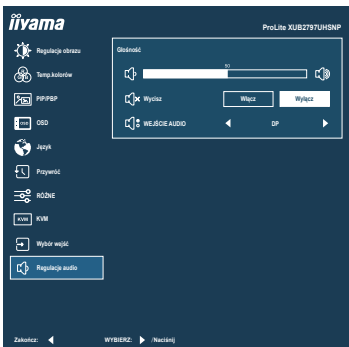 iiyama
ProLite XUB2797UHSNP
Regulacje obrazu
Temp.kolorów
PIP/PBP
OSD OSD
Język
Przywróć
RÓŻNE
KVM KVM
Wybór wejść
Regulacje audio
Głośność
50
Wycisz Włącz Wyłącz
WEJŚCIE AUDIO DP
Zakończ: WYBIERZ: /Naciśnij